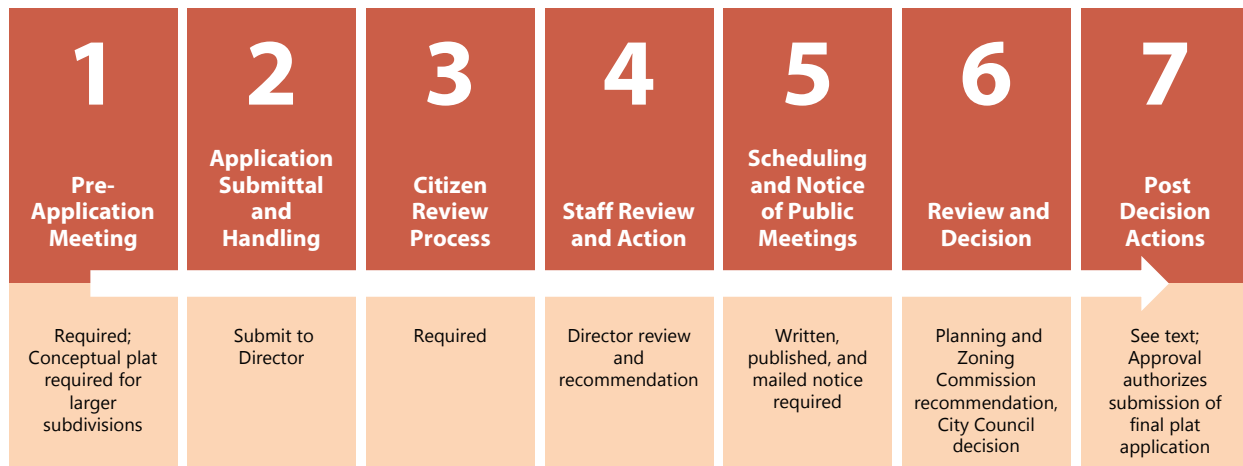 1
Pre-
Application
Meeting
Required;
Conceptual plat
required for
larger
subdivisions
2
Application
Submittal
and
Handling
Submit to
Director
3
Citizen
Review
Process
Required
4
Staff Review
and Action
Director review
and
recommendation
5
Scheduling
and Notice
of Public
Meetings
Written,
published, and
mailed notice
required
6
Review and
Decision
Planning and
Zoning
Commission
recommendation,
City Council
decision
7
Post
Decision
Actions
See text;
Approval
authorizes
submission of
final plat
application